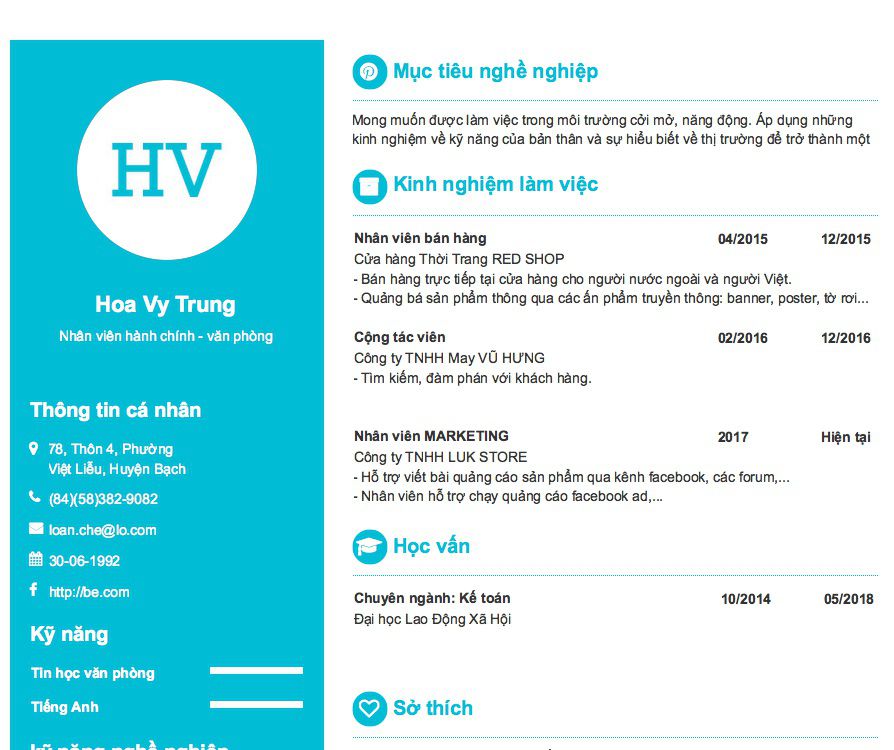 HV
Hoa Vy Trung
Nhân viên hành chính - văn phòng
Thông tin cá nhân
78, Thôn 4, Phường
Việt Liễu, Huyện Bạch
(84)(58)382-9082
loan.che@lo.com
30-06-1992
http://be.com
Kỹ năng
Tin học văn phòng
Tiếng Anh
Kỹ năng nghề nghiệp
Mục tiêu nghề nghiệp
Mong muốn được làm việc trong môi trường cởi mở, năng động. Áp dụng những
kinh nghiệm về kỹ năng của bản thân và sự hiểu biết về thị trường để trở thành một
Kinh nghiệm làm việc
Nhân viên bán hàng 04/2015 12/2015
Cửa hàng Thời Trang RED SHOP
- Bán hàng trực tiếp tại cửa hàng cho người nước ngoài và người Việt.
- Quảng bá sản phẩm thông qua các ấn phẩm truyền thông: banner, poster, tờ rơi...
Cộng tác viên 02/2016 12/2016
Công ty TNHH May VŨ HƯNG
- Tìm kiếm, đàm phán với khách hàng.
Nhân viên MARKETING 2017 Hiện tại
Công ty TNHH LUK STORE
- Hỗ trợ viết bài quảng cáo sản phẩm qua kênh facebook, các forum,...
- Nhân viên hỗ trợ chạy quảng cáo facebook ad,...
Học vấn
Chuyên ngành: Kế toán 10/2014 05/2018
Đại học Lao Động Xã Hội
Sở thích